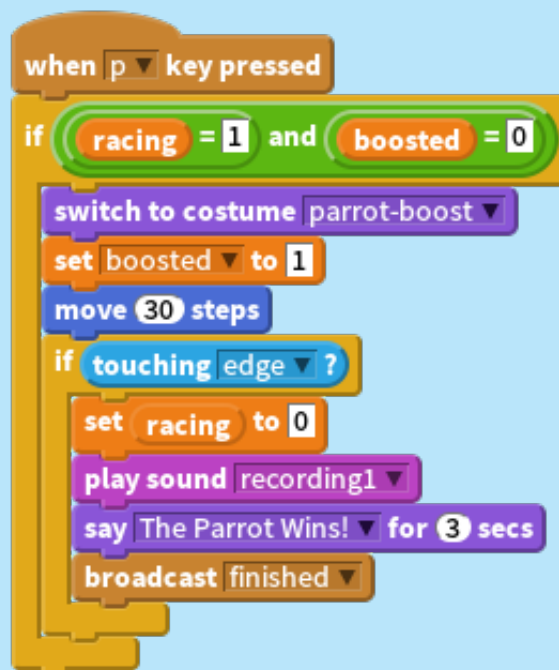 when p key pressed
if racing = 1 and boosted = 0
switch to costume parrot-boost
set boosted to 1
move 30 steps
if touching edge ?
set racing to 0
play sound recording1
say The Parrot Wins! for 3 secs
broadcast finished